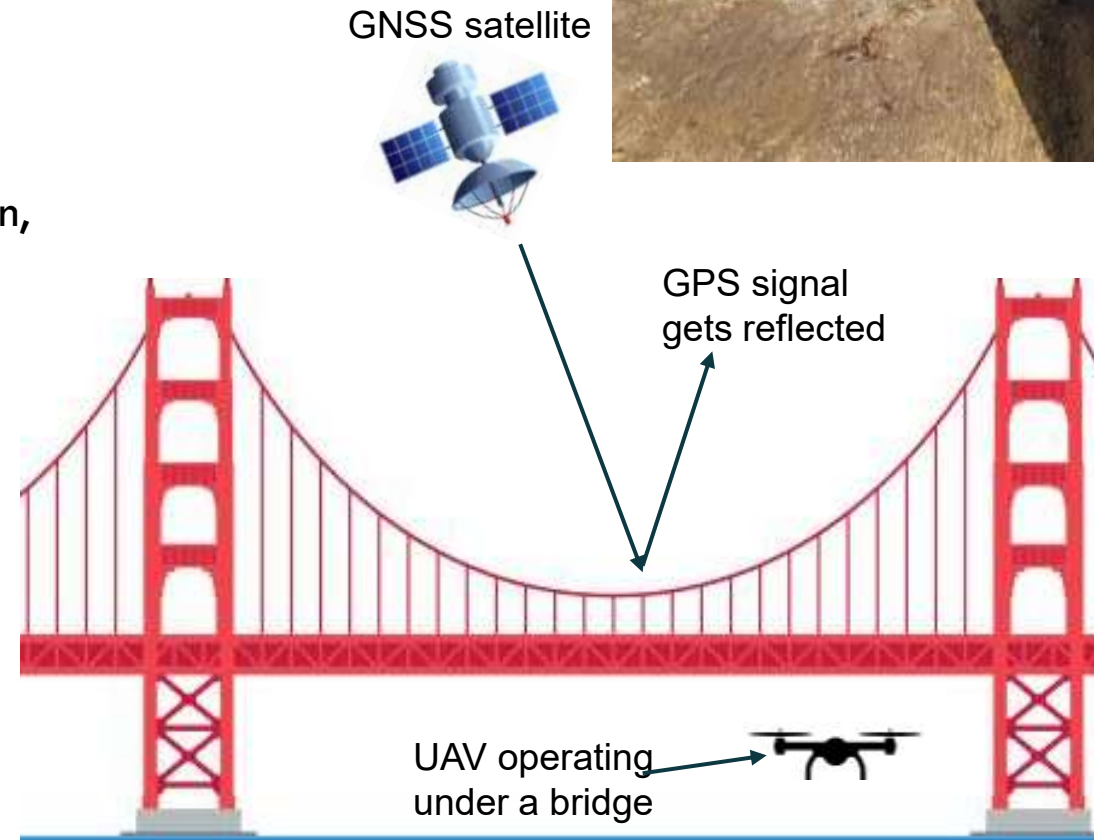 GNSS satellite
n,
GPS signal
gets reflected
UAV operating
under a bridge